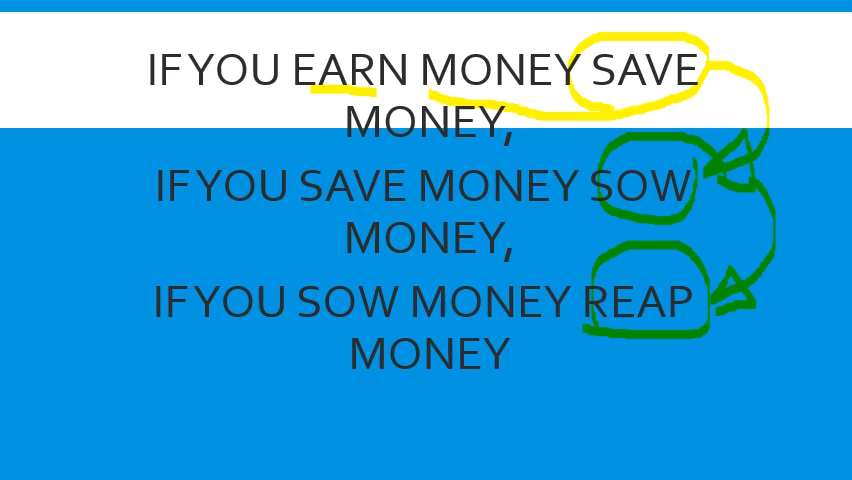 IF YOU EARN MONEY SAVE
MONEY,
IF YOU SAVE MONEY SOW
MONEY,
IF YOU SOW MONEY REAP
MONEY